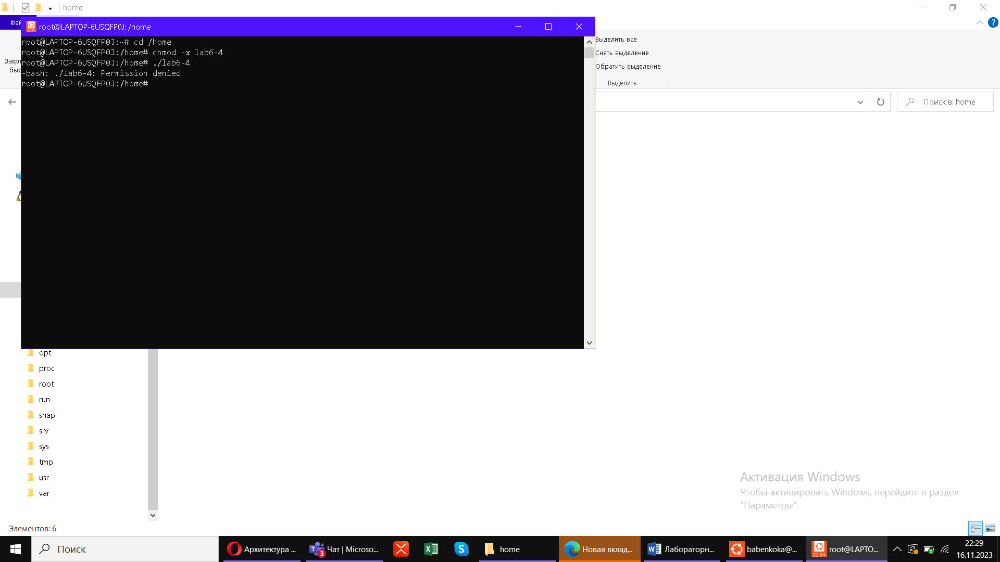 home
Фай
root@LAPTOP-6USQFP0J: /home
root@LAPTOP-6USQFP0J:~# cd /home
root@LAPTOP-6USQFP0J:/home# chmod -x lab6-4
root@LAPTOP-6USQFP0J:/home# ./lab6-4
-bash: ./lab6-4: Permission denied
root@LAPTOP-6USQFP0J:/home#
Закре
быс
Выделить все
Снять выделение
Обратить выделение
Выделить
Поиск в: home
opt
proc
root
run
snap
srv
sys
tmp
usr
var
Активация Windows
Чтобы активировать Windows, перейдите в раздел
"Параметры".
Элементов: 6
Поиск
Архитектура ...
3
Чат | Microso...
home
Новая вклад...
Лабораторн...
babenkoka@...
22.04
root@LAPTO...
22:29
16.11.2023